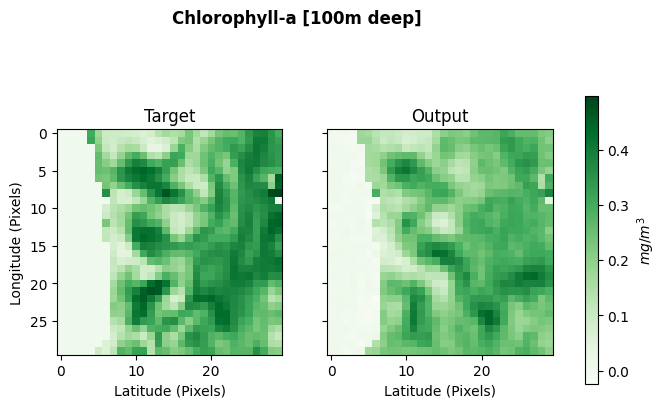 Chlorophyll-a [100m deep]
Target
Output
0
5
10
15
20
25
Longitude (Pixels)
0
10
20
Latitude (Pixels)
0
10
20
Latitude (Pixels)
0.4
0.3
0.2
0.1
0.0
mg/m³